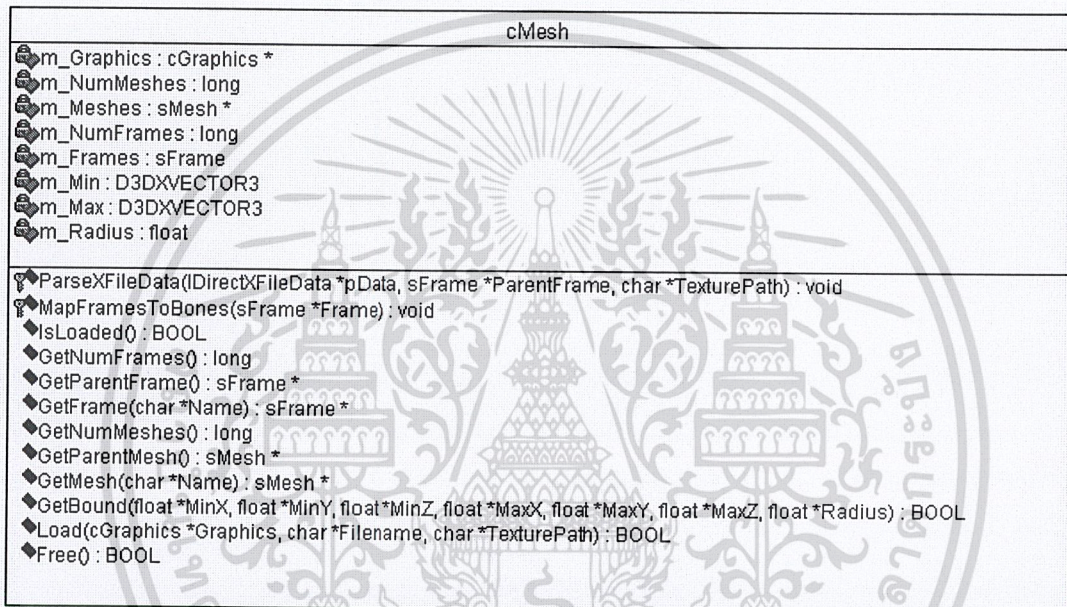 cMesh
m_Graphics : cGraphics *
m_NumMeshes : long
m_Meshes : sMesh *
m_NumFrames : long
m_Frames : sFrame
m_Min : D3DXVECTOR3
m_Max : D3DXVECTOR3
m_Radius : float
ParseXFileData(IDirectXFileData *pData, sFrame *ParentFrame, char *TexturePath) : void
MapFramesToBones(sFrame *Frame) : void
IsLoaded() : BOOL
GetNumFrames() : long
GetParentFrame() : sFrame *
GetFrame(char *Name) : sFrame *
GetNumMeshes() : long
GetParentMesh() : sMesh *
GetMesh(char *Name) : sMesh *
GetBound(float *MinX, float *MinY, float*MinZ, float *MaxX, float *MaxY, float *MaxZ, float *Radius) : BOOL
Load(cGraphics *Graphics, char *Filename, char *TexturePath) : BOOL
Free() : BOOL